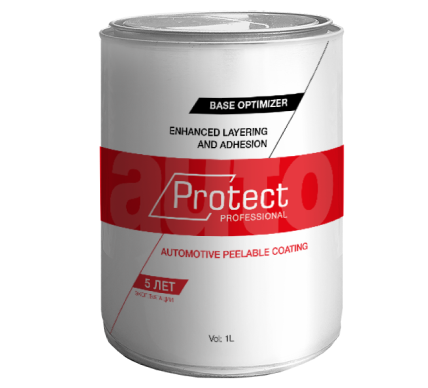 BASE OPTIMIZER
ENHANCED LAYERING
AND ADHESION
auto
Protect
PROFESSIONAL
AUTOMOTIVE PEELABLE COATING
5 ЛЕТ
Vol: 1L